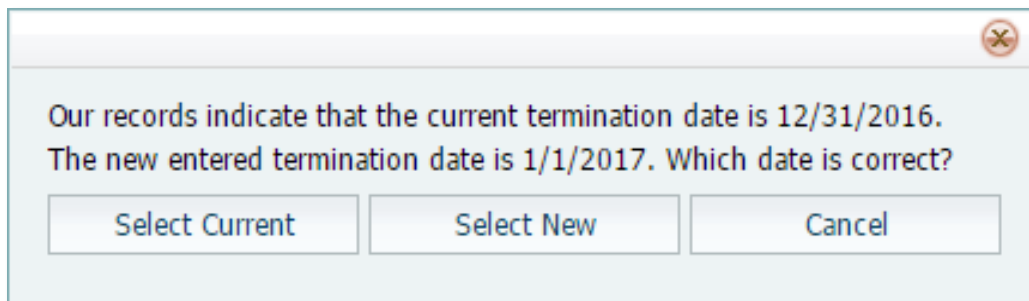 Our records indicate that the current termination date is 12/31/2016.
The new entered termination date is 1/1/2017. Which date is correct?
Select Current Select New Cancel